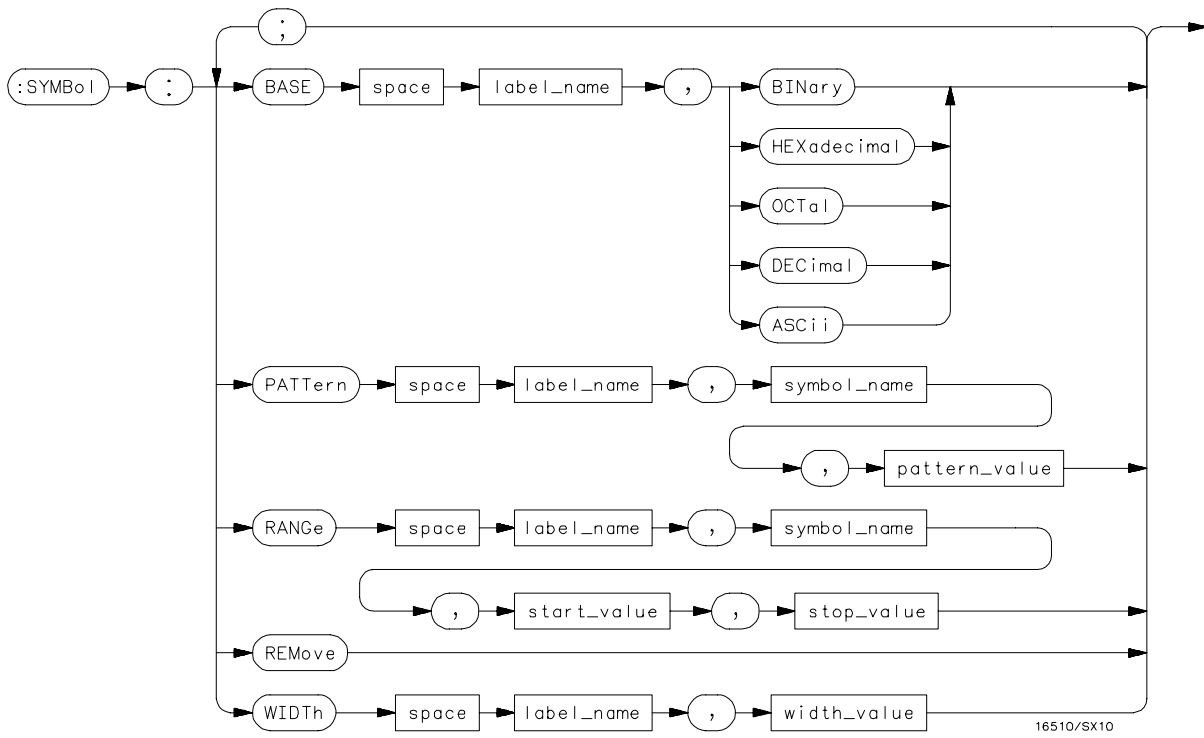 ;
:SYMBol : BASE space label_name , BINary
HEXadecimal
OCTal
DECimal
ASCii
PATTern space label_name , symbol_name
, pattern_value
RANGe space label_name , symbol_name
, start_value , stop_value
REMove
WIDTh space label_name , width_value
16510/SX10